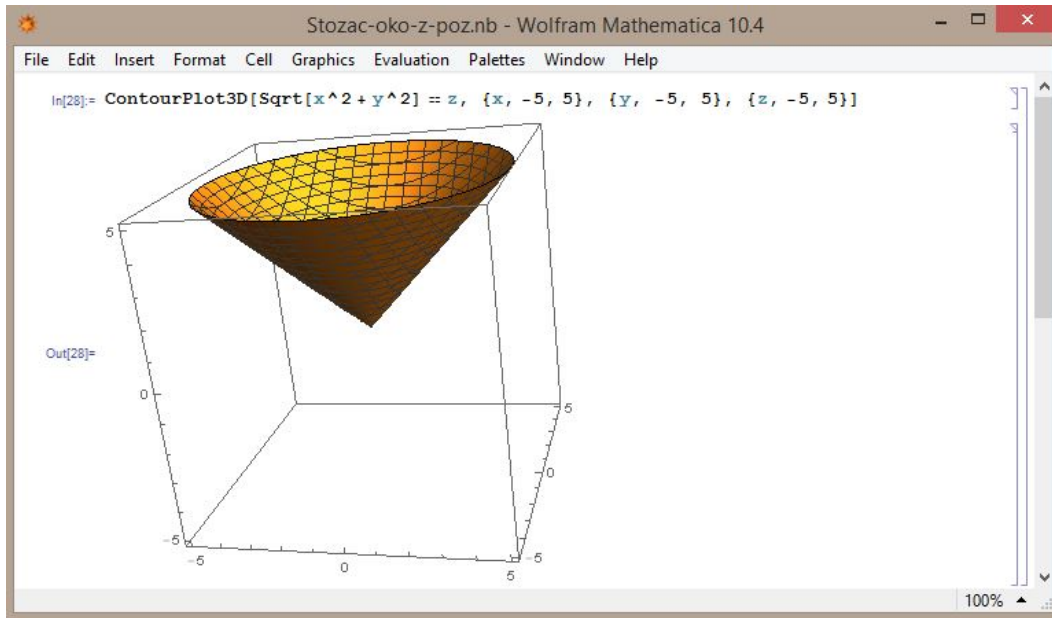 Stozac-oko-z-poz.nb - Wolfram Mathematica 10.4
File Edit Insert Format Cell Graphics Evaluation Palettes Window Help
In[28]:= ContourPlot3D[Sqrt[x^2 + y^2] == z, {x, -5, 5}, {y, -5, 5}, {z, -5, 5}]
5
Out[28]=
0
5
0
-5
-5
-5
0
5
100%